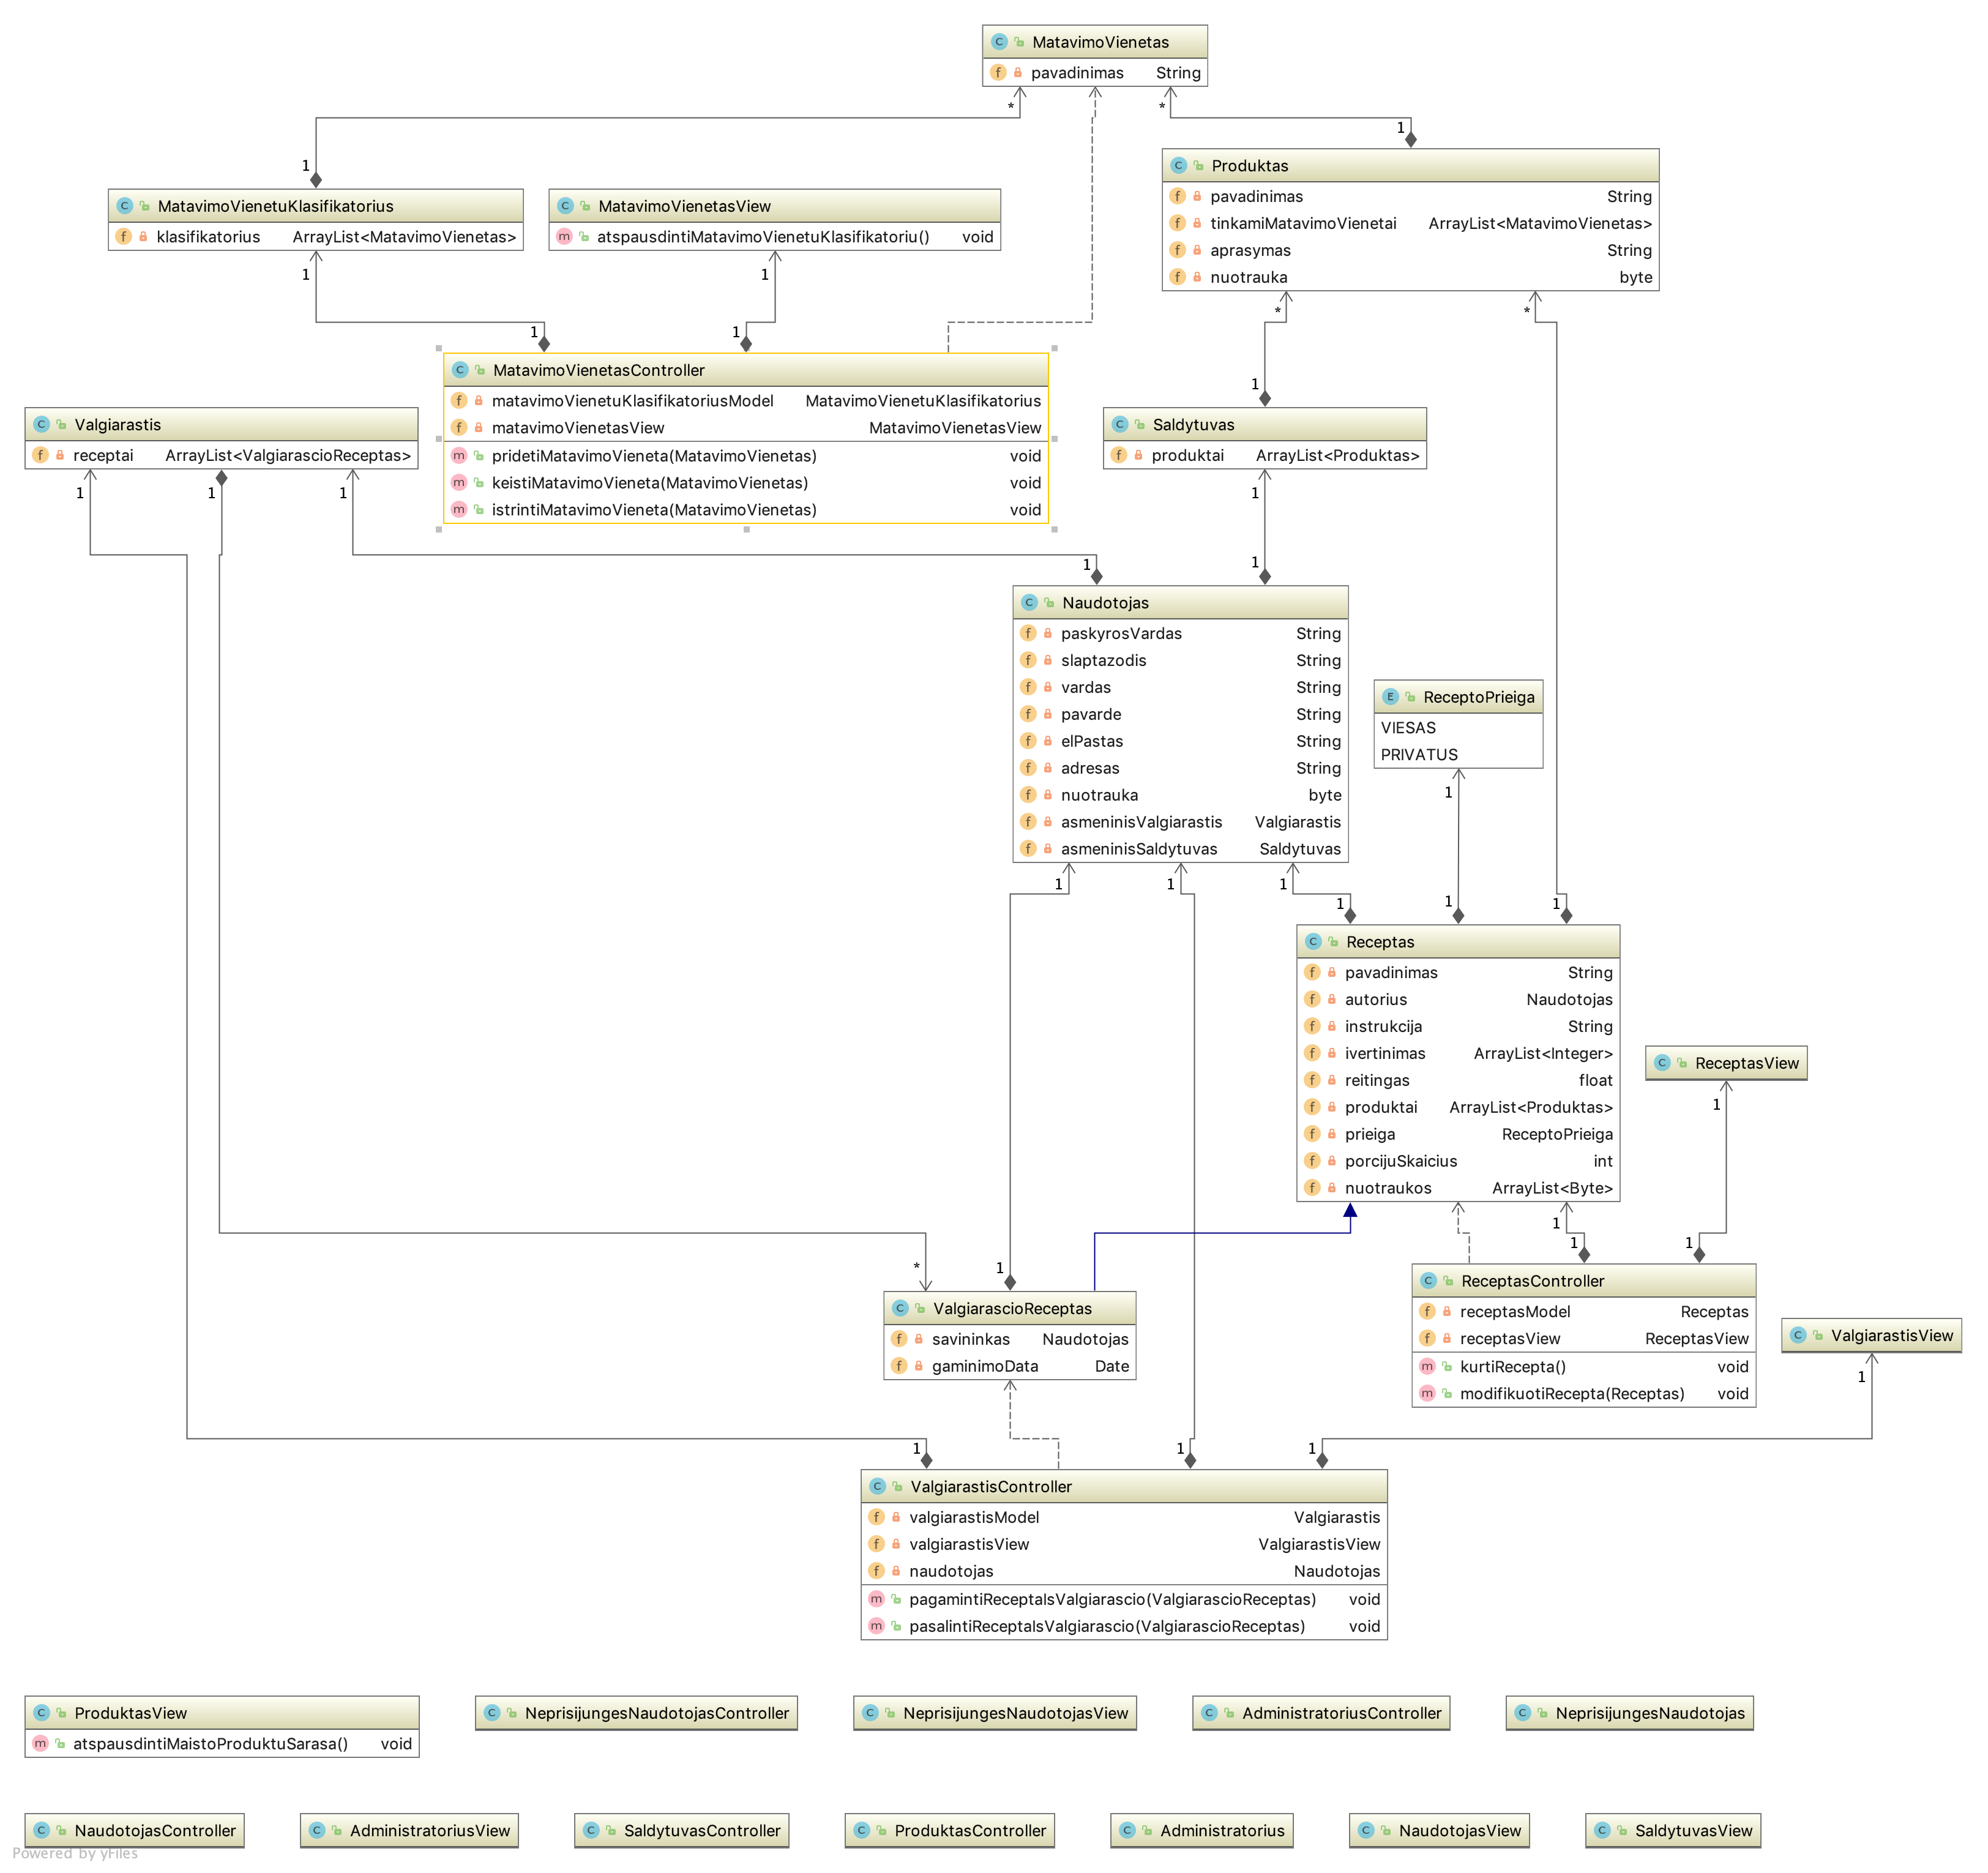 MatavimoVienetas
pavadinimas String
* * 1
Produktas
pavadinimas String
tinkamiMatavimoVienetai ArrayList<MatavimoVienetas>
aprasymas String
nuotrauka byte
1
MatavimoVienetuKlasifikatorius
klasifikatorius ArrayList<MatavimoVienetas>
MatavimoVienetasView
atspausdintiMatavimoVienetuKlasifikatoriu() void
1 1 * *
1 1
MatavimoVienetasController
matavimoVienetuKlasifikatoriusModel MatavimoVienetuKlasifikatorius
matavimoVienetasView MatavimoVienetasView
pridetiMatavimoVieneta(MatavimoVienetas) void
keistiMatavimoVieneta(MatavimoVienetas) void
istrintiMatavimoVieneta(MatavimoVienetas) void
1
Valgiarastis
receptai ArrayList<ValgiarascioReceptas>
Saldytuvas
produktai ArrayList<Produktas>
1 1 1 1
1 1
Naudotojas
paskyrosVardas String
slaptazodis String
vardas String
pavarde String
elPastas String
adresas String
nuotrauka byte
asmeninisValgiarastis Valgiarastis
asmeninisSaldytuvas Saldytuvas
ReceptoPrieiga
VIESAS
PRIVATUS
1
1 1 1
1 1 1
Receptas
pavadinimas String
autorius Naudotojas
instrukcija String
ivertinimas ArrayList<Integer>
reitingas float
produktai ArrayList<Produktas>
prieiga ReceptoPrieiga
porcijuSkaicius int
nuotraukos ArrayList<Byte>
ReceptasView
1
1
* 1 1 1
ValgiarascioReceptas
savininkas Naudotojas
gaminimoData Date
ReceptasController
receptasModel Receptas
receptasView ReceptasView
kurtiRecepta() void
modifikuotiRecepta(Receptas) void
ValgiarastisView
1
1 1 1
ValgiarastisController
valgiarastisModel Valgiarastis
valgiarastisView ValgiarastisView
naudotojas Naudotojas
pagamintiReceptaIsValgiarascio(ValgiarascioReceptas) void
pasalintiReceptaIsValgiarascio(ValgiarascioReceptas) void
ProduktasView
atspausdintiMaistoProduktuSarasa() void
NeprisijungesNaudotojasController
NeprisijungesNaudotojasView
AdministratoriusController
NeprisijungesNaudotojas
NaudotojasController
AdministratoriusView
SaldytuvasController
ProduktasController
Administratorius
NaudotojasView
SaldytuvasView
Powered by yFiles